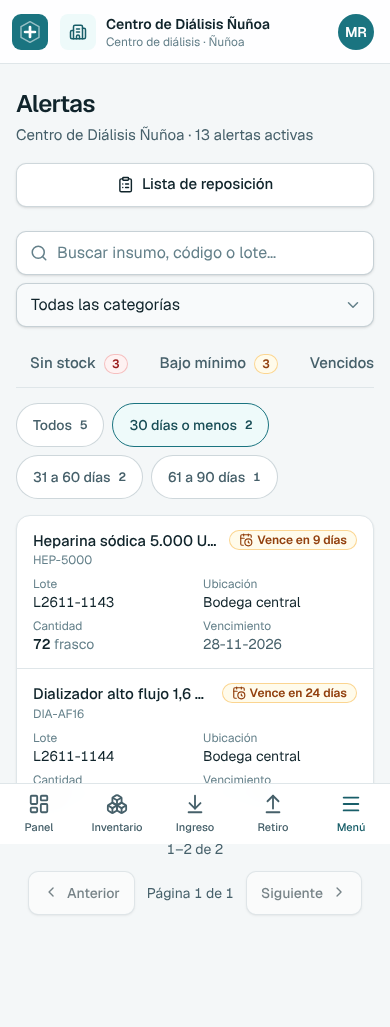 Centro de Diálisis Ñuñoa
Centro de diálisis · Ñuñoa
MR
Alertas
Centro de Diálisis Ñuñoa · 13 alertas activas
Lista de reposición
Buscar insumo, código o lote...
Todas las categorías
Sin stock 3 Bajo mínimo 3 Vencidos
Todos 5 30 días o menos 2
31 a 60 días 2 61 a 90 días 1
Heparina sódica 5.000 U... Vence en 9 días
HEP-5000
Lote Ubicación
L2611-1143 Bodega central
Cantidad Vencimiento
72 frasco 28-11-2026
Dializador alto flujo 1,6 ... Vence en 24 días
DIA-AF16
Lote Ubicación
L2611-1144 Bodega central
Cantidad Vencimiento
Panel Inventario Ingreso Retiro Menú
1–2 de 2
Anterior Página 1 de 1 Siguiente